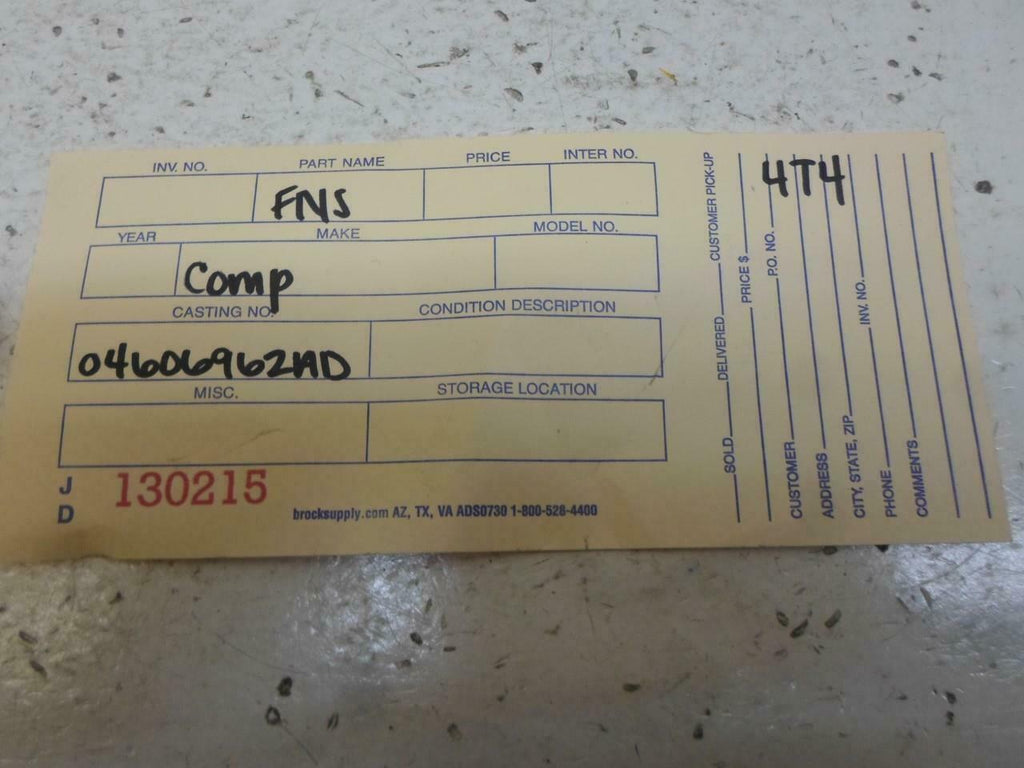 INV. NO. PART NAME PRICE INTER NO.
FNS
YEAR MAKE MODEL NO.
Comp
CASTING NO. CONDITION DESCRIPTION
04606962AD
MISC. STORAGE LOCATION
J D 130215
brocksupply.com AZ, TX, VA ADS0730 1-800-528-4400
SOLD DELIVERED CUSTOMER PICK-UP
PRICE $
P.O. NO.
CUSTOMER
ADDRESS
CITY, STATE, ZIP INV. NO.
PHONE
COMMENTS
4T4